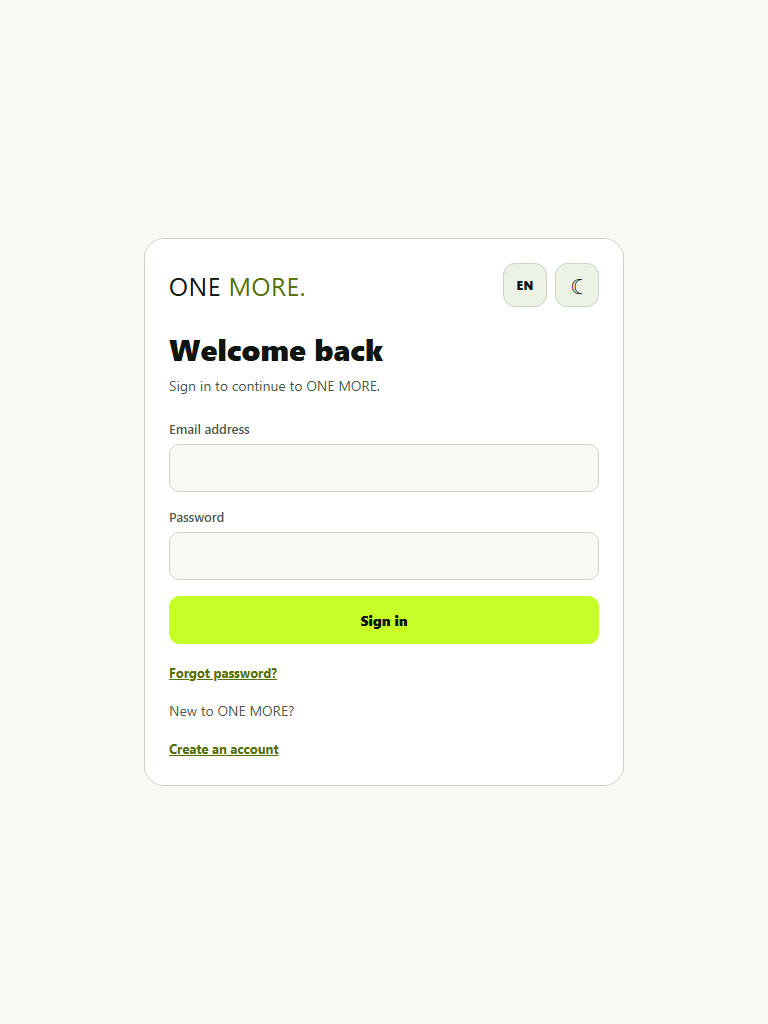 ONE MORE.
EN
Welcome back
Sign in to continue to ONE MORE.
Email address
Password
Sign in
Forgot password?
New to ONE MORE?
Create an account